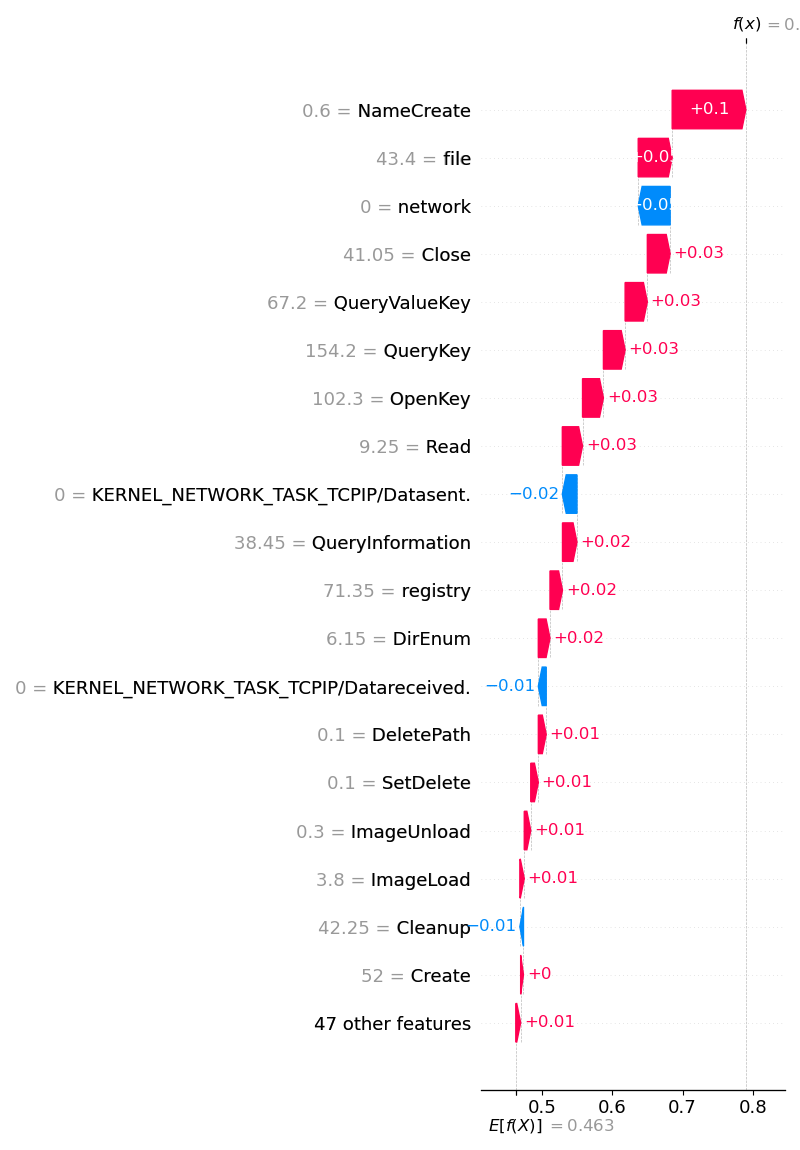 f(x) = 0.
0.6 = NameCreate
+0.1
43.4 = file
0 = network
41.05 = Close
+0.03
67.2 = QueryValueKey
+0.03
154.2 = QueryKey
+0.03
102.3 = OpenKey
+0.03
9.25 = Read
+0.03
0 = KERNEL_NETWORK_TASK_TCPIP/Datasent.
−0.02
38.45 = QueryInformation
+0.02
71.35 = registry
+0.02
6.15 = DirEnum
+0.02
0 = KERNEL_NETWORK_TASK_TCPIP/Datareceived.
−0.01
0.1 = DeletePath
+0.01
0.1 = SetDelete
+0.01
0.3 = ImageUnload
+0.01
3.8 = ImageLoad
+0.01
42.25 = Cleanup
−0.01
52 = Create
+0
47 other features
+0.01
0.5 0.6 0.7 0.8
E[f(X)] = 0.463